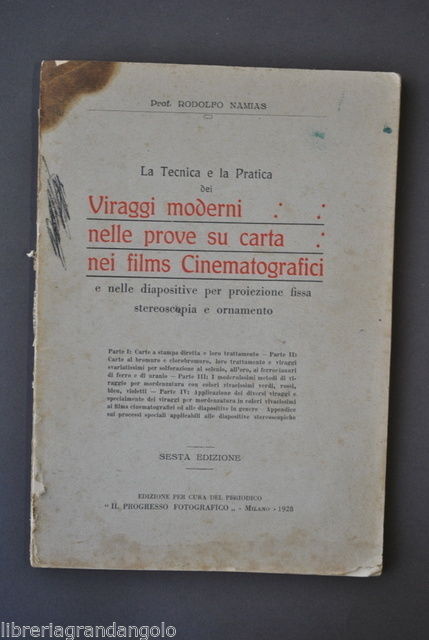 Prof. RODOLFO NAMIAS
La Tecnica e la Pratica
dei
Viraggi moderni
nelle prove su carta
nei films Cinematografici
e nelle diapositive per proiezione fissa
stereoscopia e ornamento
Parte I: Carte a stampa diretta e loro trattamento — Parte II:
Carte al bromuro e clorobromuro, loro trattamento e viraggi
svariatissimi per solforazione al selenio, all'oro, ai ferrocianuri
di ferro e di uranio — Parte III: I modernissimi metodi di vi-
raggio per mordenzatura con colori vivacissimi verdi, rossi,
bleu, violetti — Parte IV: Applicazione dei diversi viraggi e
specialmente dei viraggi per mordenzatura in colori vivacissimi
ai films cinematografici ed alle diapositive in genere - Appendice
sui processi speciali applicabili alle diapositive stereoscopiche
SESTA EDIZIONE
EDIZIONE PER CURA DEL PERIODICO
" IL PROGRESSO FOTOGRAFICO „ - MILANO - 1928
libreriagrandangolo